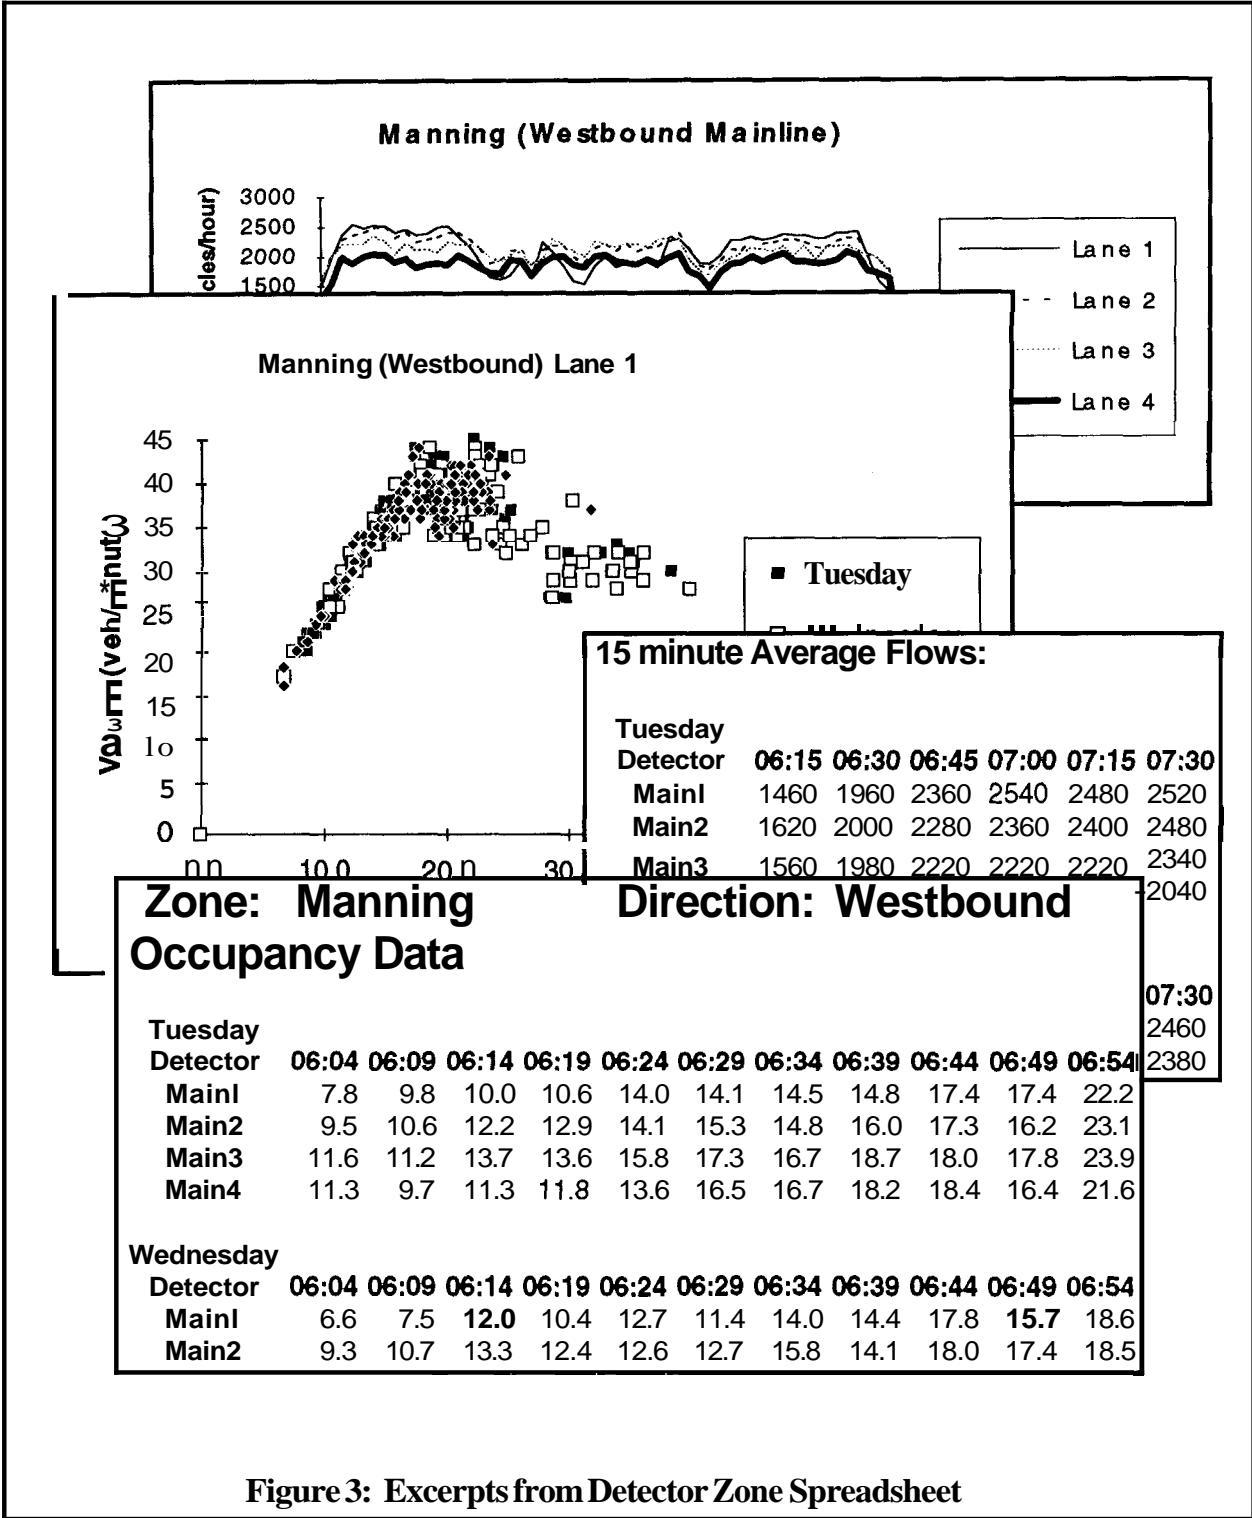 Manning (Westbound Mainline)
cles/hour)
3000
2500
2000
1500
Lane 1
Lane 2
Lane 3
Lane 4
Manning (Westbound) Lane 1
45
40
35
30
25
20
15
10
5
0
10.0
30
Tuesday
15 minute Average Flows:
Tuesday
Detector 06:15 06:30 06:45 07:00 07:15 07:30
Main1 1460 1960 2360 2540 2480 2520
Main2 1620 2000 2280 2360 2400 2480
Main3 1560 1980 2220 2220 2220 2340
2040
07:30
2460
2380
Zone: Manning Direction: Westbound
Occupancy Data
Tuesday
Detector 06:04 06:09 06:14 06:19 06:24 06:29 06:34 06:39 06:44 06:49 06:54
Main1 7.8 9.8 10.0 10.6 14.0 14.1 14.5 14.8 17.4 17.4 22.2
Main2 9.5 10.6 12.2 12.9 14.1 15.3 14.8 16.0 17.3 16.2 23.1
Main3 11.6 11.2 13.7 13.6 15.8 17.3 16.7 18.7 18.0 17.8 23.9
Main4 11.3 9.7 11.3 11.8 13.6 16.5 16.7 18.2 18.4 16.4 21.6
Wednesday
Detector 06:04 06:09 06:14 06:19 06:24 06:29 06:34 06:39 06:44 06:49 06:54
Main1 6.6 7.5 12.0 10.4 12.7 11.4 14.0 14.4 17.8 15.7 18.6
Main2 9.3 10.7 13.3 12.4 12.6 12.7 15.8 14.1 18.0 17.4 18.5
Figure 3: Excerpts from Detector Zone Spreadsheet